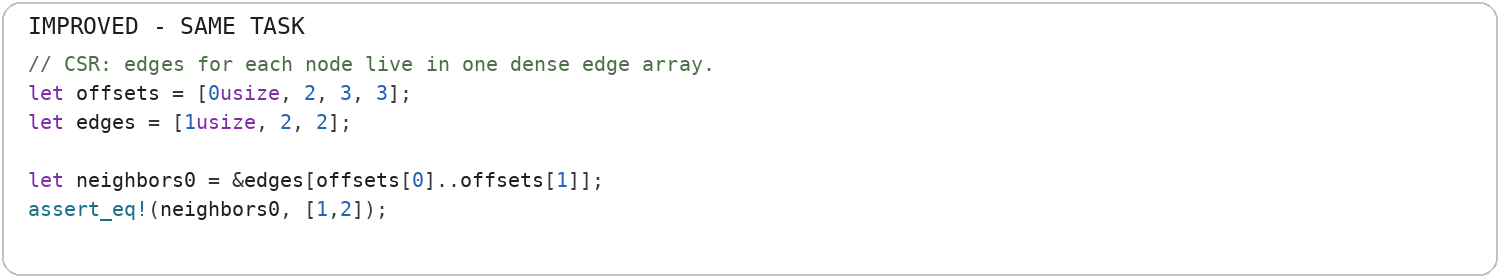 IMPROVED - SAME TASK
// CSR: edges for each node live in one dense edge array.
let offsets = [0usize, 2, 3, 3];
let edges = [1usize, 2, 2];
let neighbors0 = &edges[offsets[0]..offsets[1]];
assert_eq!(neighbors0, [1,2]);